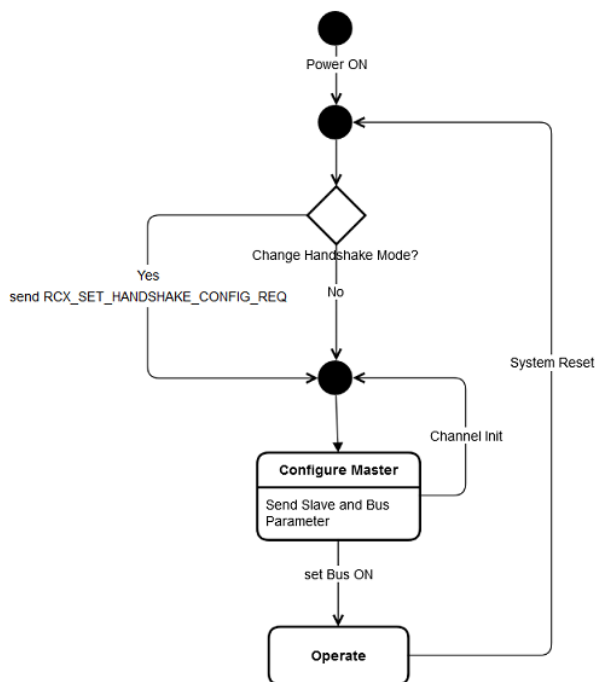 Power ON
Change Handshake Mode?
Yes
send RCX_SET_HANDSHAKE_CONFIG_REQ
No
System Reset
Channel Init
Configure Master
Send Slave and Bus
Parameter
set Bus ON
Operate